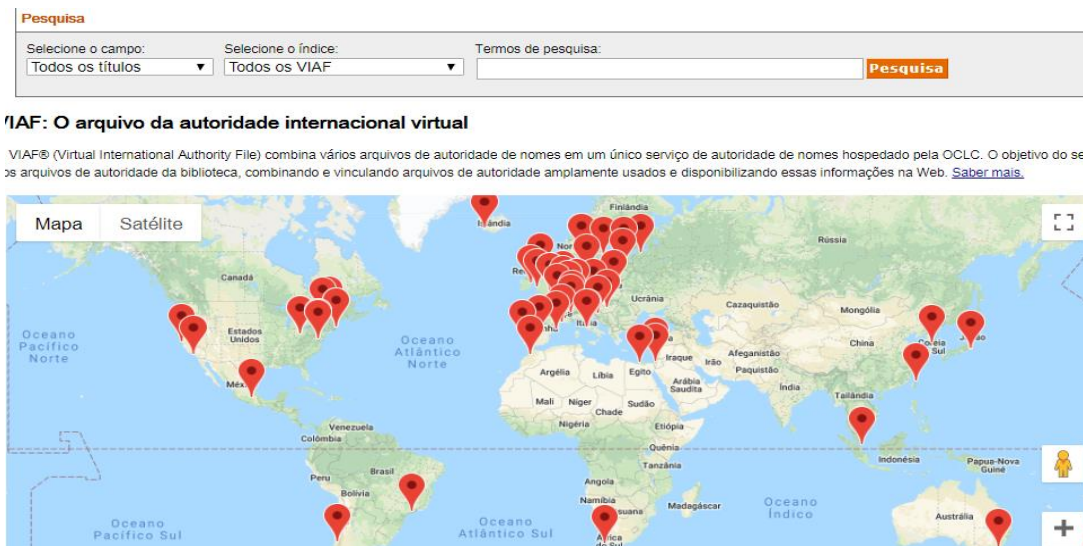 Pesquisa
Selecione o campo: Selecione o índice: Termos de pesquisa:
Todos os títulos Todos os VIAF Pesquisa
VIAF: O arquivo da autoridade internacional virtual
VIAF® (Virtual International Authority File) combina vários arquivos de autoridade de nomes em um único serviço de autoridade de nomes hospedado pela OCLC. O objetivo do se
os arquivos de autoridade da biblioteca, combinando e vinculando arquivos de autoridade amplamente usados e disponibilizando essas informações na Web. Saber mais.
Mapa Satélite
Finlândia
Rússia
Canadá
Ucrânia
Cazaquistão
Mongólia
Oceano Pacífico Norte
Estados Unidos
Oceano Atlântico Norte
Itália
China
Coreia do Sul
Iraque
Irã
Afeganistão
Paquistão
Argélia
Líbia
Egito
Arábia Saudita
Índia
Tailândia
Mali
Níger
Chade
Sudão
Nigéria
Etiópia
Venezuela
Colômbia
Quênia
Tanzânia
Indonésia
Papua-Nova Guiné
Peru
Brasil
Bolívia
Angola
Namíbia
Madagáscar
Oceano Índico
Austrália
Oceano Pacífico Sul
Oceano Atlântico Sul